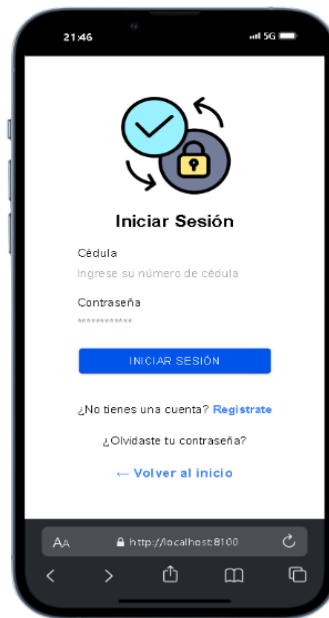 21:46
5G
Iniciar Sesión
Cédula
Ingrese su número de cédula
Contraseña
************
INICIAR SESIÓN
¿No tienes una cuenta? Registrate
¿Olvidaste tu contraseña?
← Volver al inicio
AA http://localhost:8100